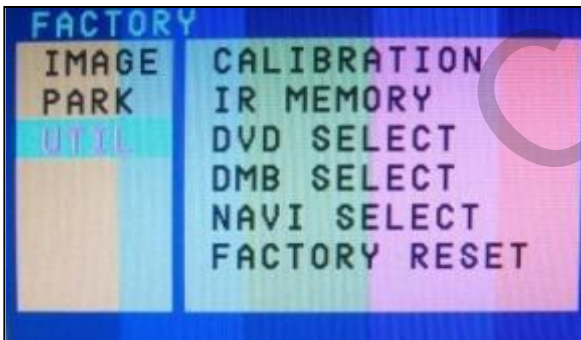 FACTORY
IMAGE
PARK
UTIL
CALIBRATION
IR MEMORY
DVD SELECT
DMB SELECT
NAVI SELECT
FACTORY RESET